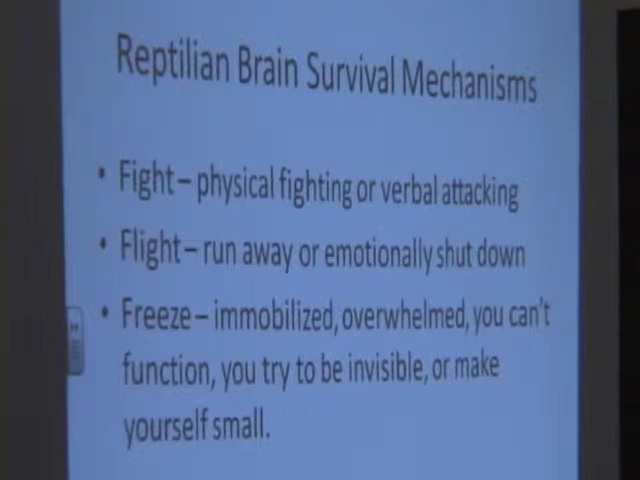 Reptilian Brain Survival Mechanisms
• Fight – physical fighting or verbal attacking
• Flight – run away or emotionally shut down
• Freeze – immobilized, overwhelmed, you can't
function, you try to be invisible, or make
yourself small.